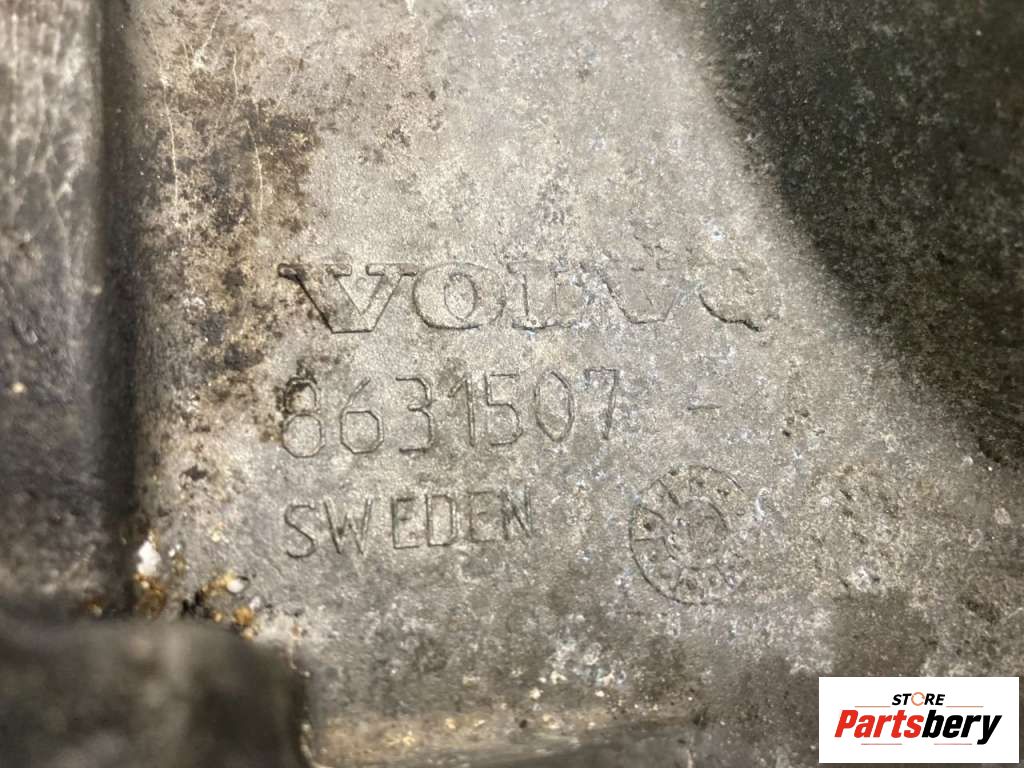 VOLVO
8631507 -
SWEDEN
STORE
Partsbery